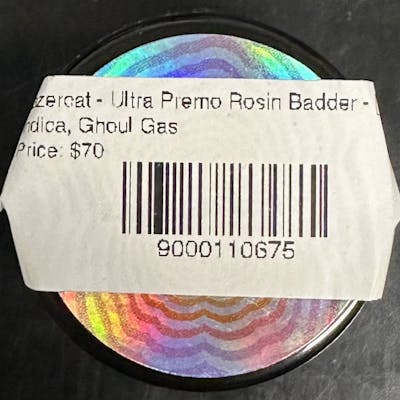 zercat - Ultra Premo Rosin Badder -
ndica, Ghoul Gas
Price: $70
9000110675